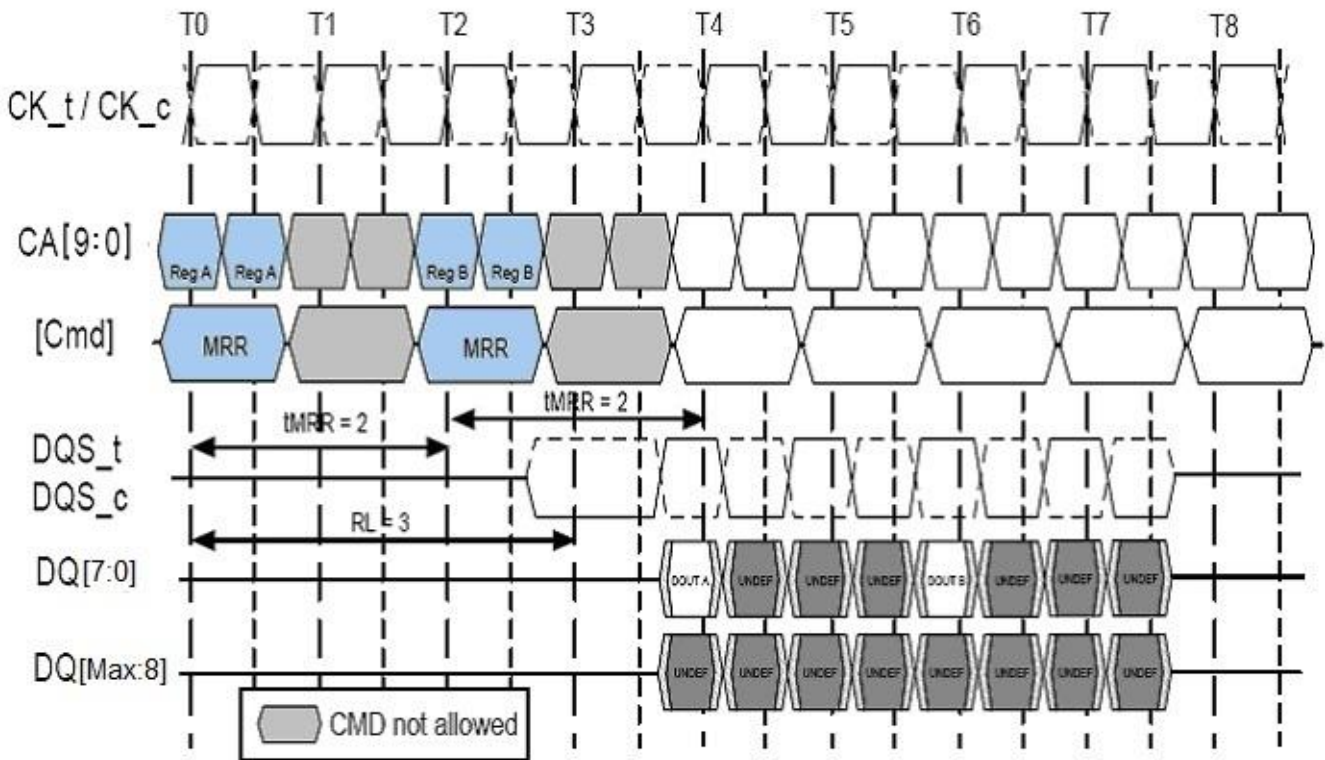 T0 T1 T2 T3 T4 T5 T6 T7 T8
CK_t / CK_c
CA[9:0]
Reg A Reg A Reg B Reg B
[Cmd]
MRR MRR
tMRR = 2
tMRR = 2
DQS_t
DQS_c
RL = 3
DQ[7:0]
DOUT A UNDEF UNDEF UNDEF DOUT B UNDEF UNDEF UNDEF
DQ[Max:8]
UNDEF UNDEF UNDEF UNDEF UNDEF UNDEF UNDEF UNDEF
CMD not allowed